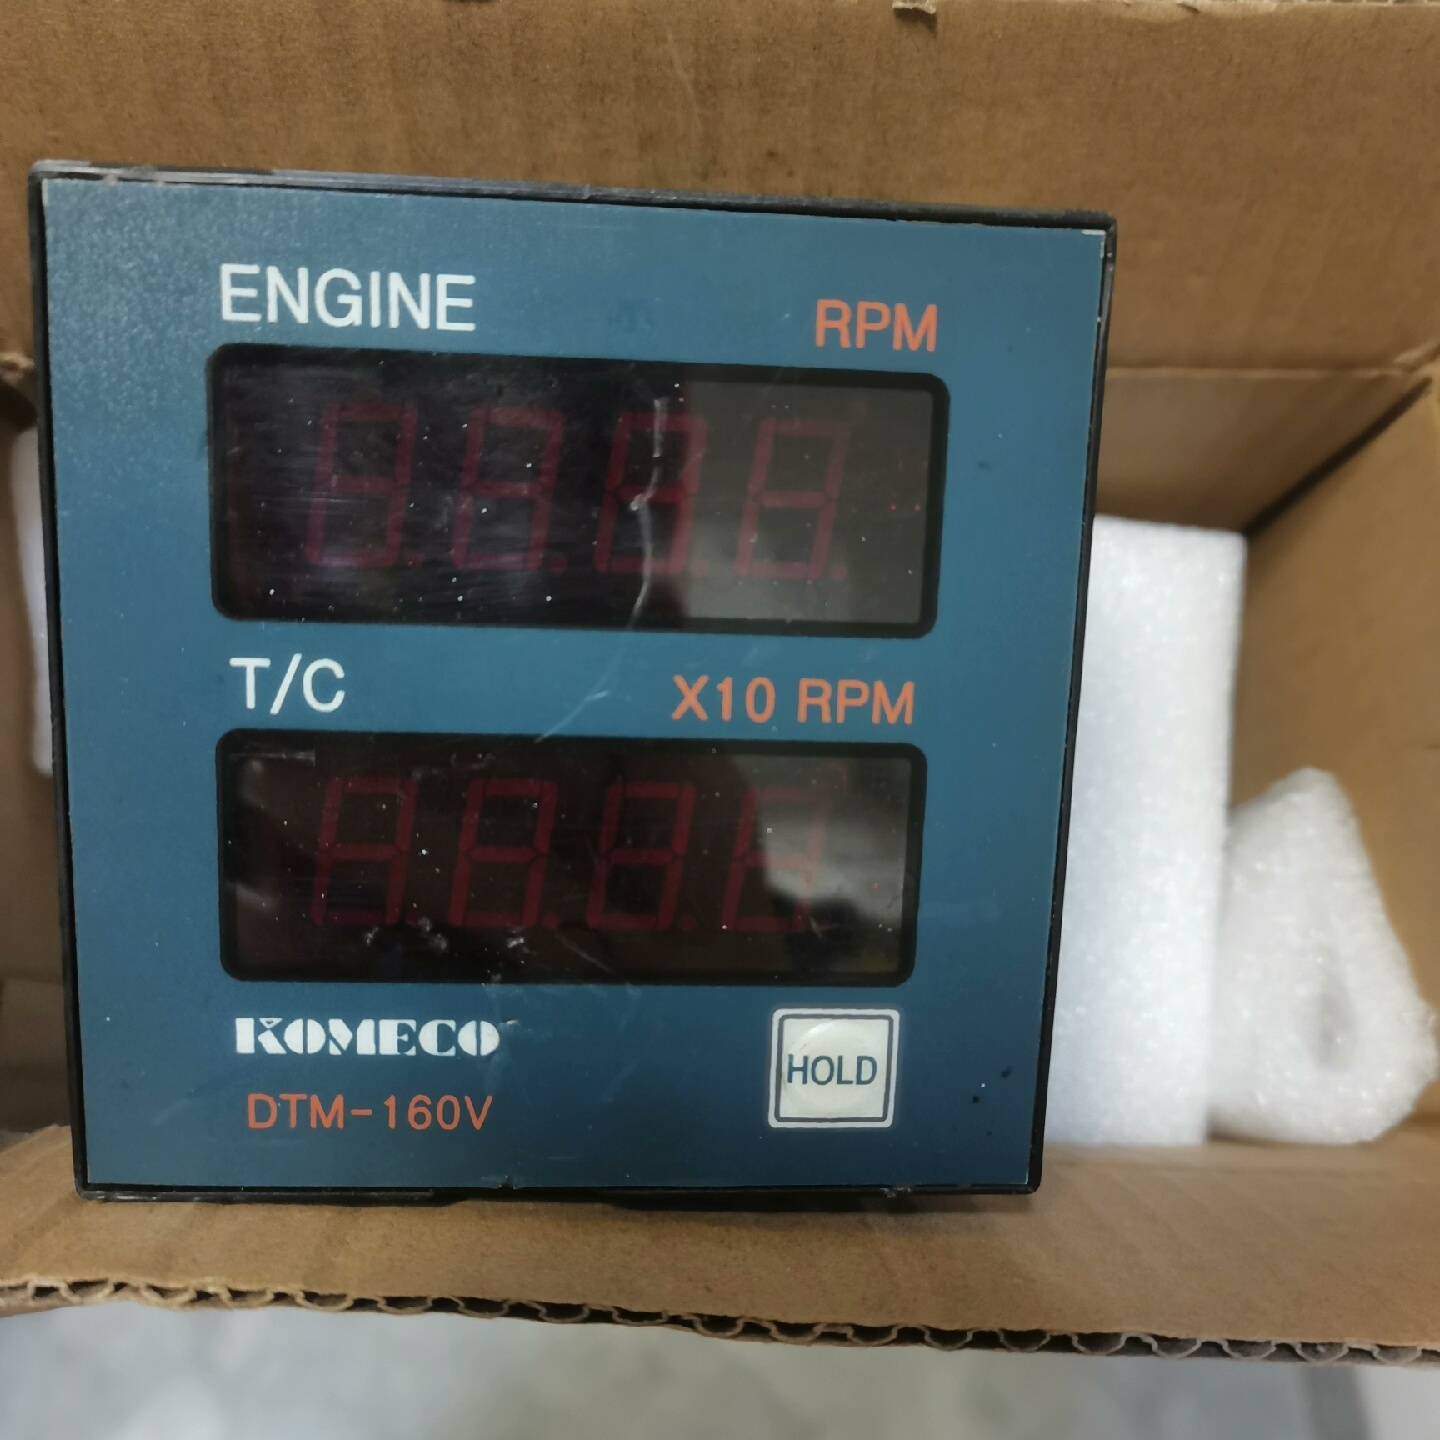 ENGINE
RPM
T/C
X10 RPM
KOMECO
DTM-160V
HOLD